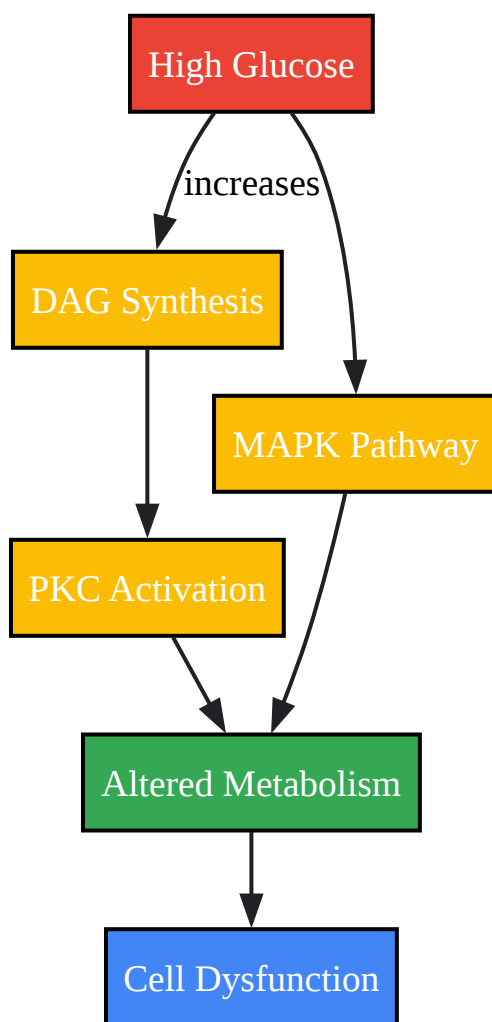 High Glucose
increases
DAG Synthesis
MAPK Pathway
PKC Activation
Altered Metabolism
Cell Dysfunction